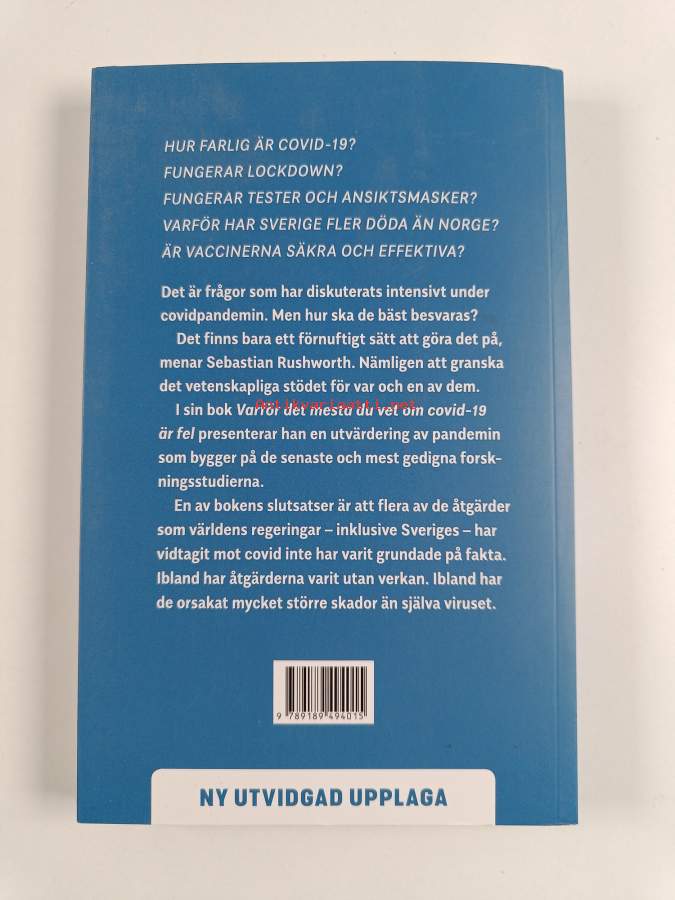 HUR FARLIG ÄR COVID-19?
FUNGERAR LOCKDOWN?
FUNGERAR TESTER OCH ANSIKTSMASKER?
VARFÖR HAR SVERIGE FLER DÖDA ÄN NORGE?
ÄR VACCINERNA SÄKRA OCH EFFEKTIVA?
Det är frågor som har diskuterats intensivt under
covidpandemin. Men hur ska de bäst besvaras?
Det finns bara ett förnuftigt sätt att göra det på,
menar Sebastian Rushworth. Nämligen att granska
det vetenskapliga stödet för var och en av dem.
I sin bok Varför det mesta du vet om covid-19
Antikvariaatti.net
är fel presenterar han en utvärdering av pandemin
som bygger på de senaste och mest gedigna forsk-
ningsstudierna.
En av bokens slutsatser är att flera av de åtgärder
som världens regeringar – inklusive Sveriges – har
vidtagit mot covid inte har varit grundade på fakta.
Ibland har åtgärderna varit utan verkan. Ibland har
de orsakat mycket större skador än själva viruset.
9 789189 494015
NY UTVIDGAD UPPLAGA